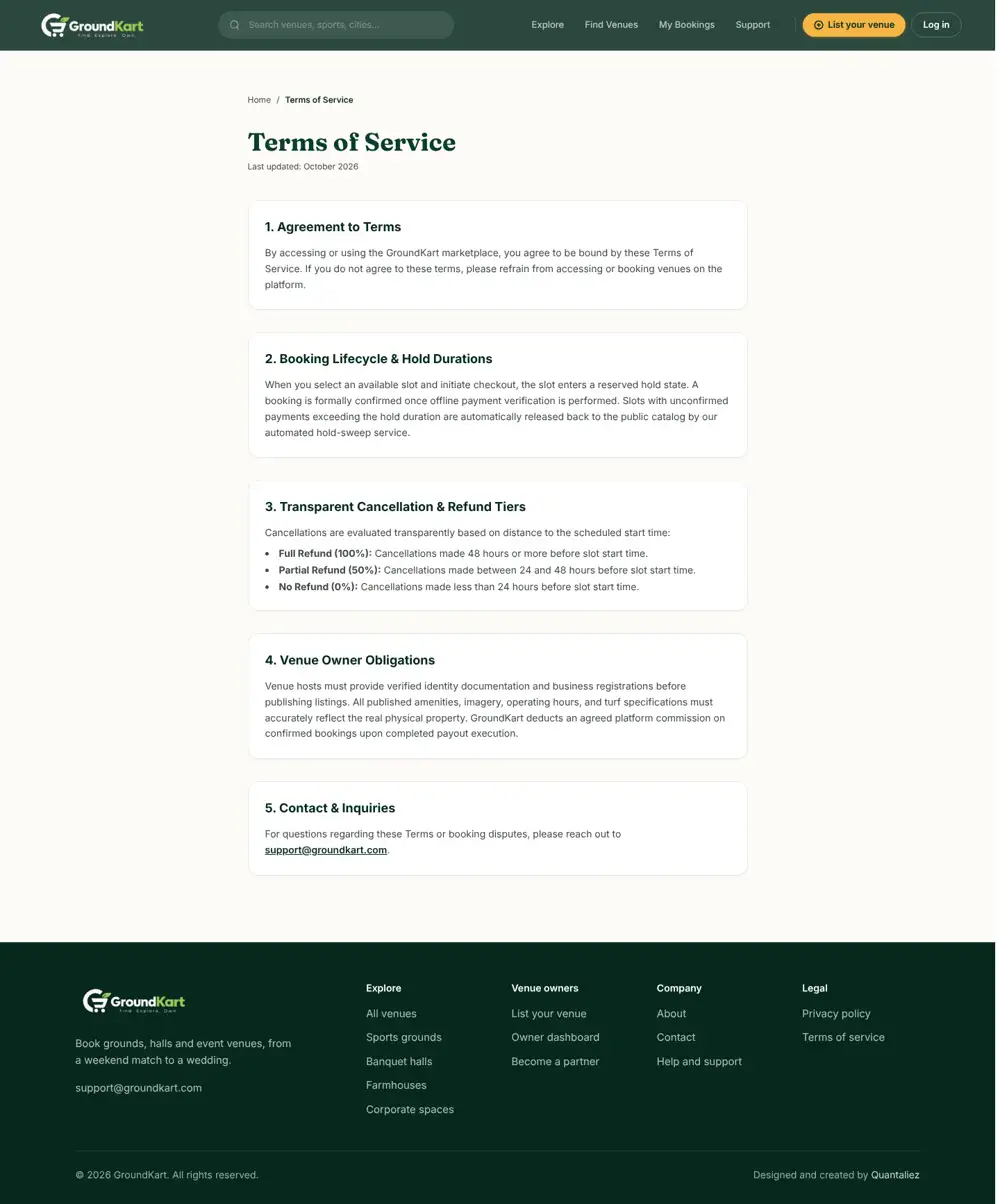 GroundKart
Find. Explore. Own.
Search venues, sports, cities...
Explore
Find Venues
My Bookings
Support
List your venue
Log in
Home / Terms of Service
Terms of Service
Last updated: October 2026
1. Agreement to Terms
By accessing or using the GroundKart marketplace, you agree to be bound by these Terms of
Service. If you do not agree to these terms, please refrain from accessing or booking venues on the
platform.
2. Booking Lifecycle & Hold Durations
When you select an available slot and initiate checkout, the slot enters a reserved hold state. A
booking is formally confirmed once offline payment verification is performed. Slots with unconfirmed
payments exceeding the hold duration are automatically released back to the public catalog by our
automated hold-sweep service.
3. Transparent Cancellation & Refund Tiers
Cancellations are evaluated transparently based on distance to the scheduled start time:
• Full Refund (100%): Cancellations made 48 hours or more before slot start time.
• Partial Refund (50%): Cancellations made between 24 and 48 hours before slot start time.
• No Refund (0%): Cancellations made less than 24 hours before slot start time.
4. Venue Owner Obligations
Venue hosts must provide verified identity documentation and business registrations before
publishing listings. All published amenities, imagery, operating hours, and turf specifications must
accurately reflect the real physical property. GroundKart deducts an agreed platform commission on
confirmed bookings upon completed payout execution.
5. Contact & Inquiries
For questions regarding these Terms or booking disputes, please reach out to
support@groundkart.com.
GroundKart
Find. Explore. Own.
Book grounds, halls and event venues, from
a weekend match to a wedding.
support@groundkart.com
Explore
All venues
Sports grounds
Banquet halls
Farmhouses
Corporate spaces
Venue owners
List your venue
Owner dashboard
Become a partner
Company
About
Contact
Help and support
Legal
Privacy policy
Terms of service
© 2026 GroundKart. All rights reserved.
Designed and created by Quantaliez